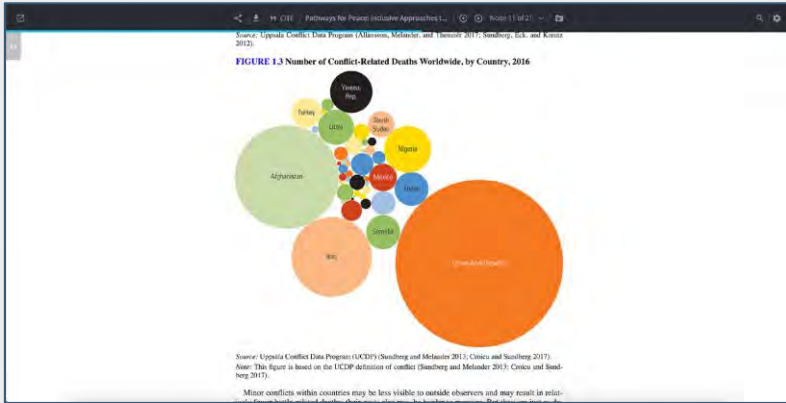 CITE / Pathways for Peace: Inclusive Approaches t...
Source: Uppsala Conflict Data Program (Allansson, Melander, and Themnér 2017; Sundberg, Eck, and Kreutz
2012).
FIGURE 1.3 Number of Conflict-Related Deaths Worldwide, by Country, 2016
Yemen,
Rep.
Turkey
Libya
South
Sudan
Nigeria
Afghanistan
Mexico
Somalia
Iraq
Source: Uppsala Conflict Data Program (UCDP) (Sundberg and Melander 2013; Croicu and Sundberg 2017).
Note: This figure is based on the UCDP definition of conflict (Sundberg and Melander 2013; Croicu and Sund-
berg 2017).
Minor conflicts within countries may be less visible to outside observers and may result in relat-